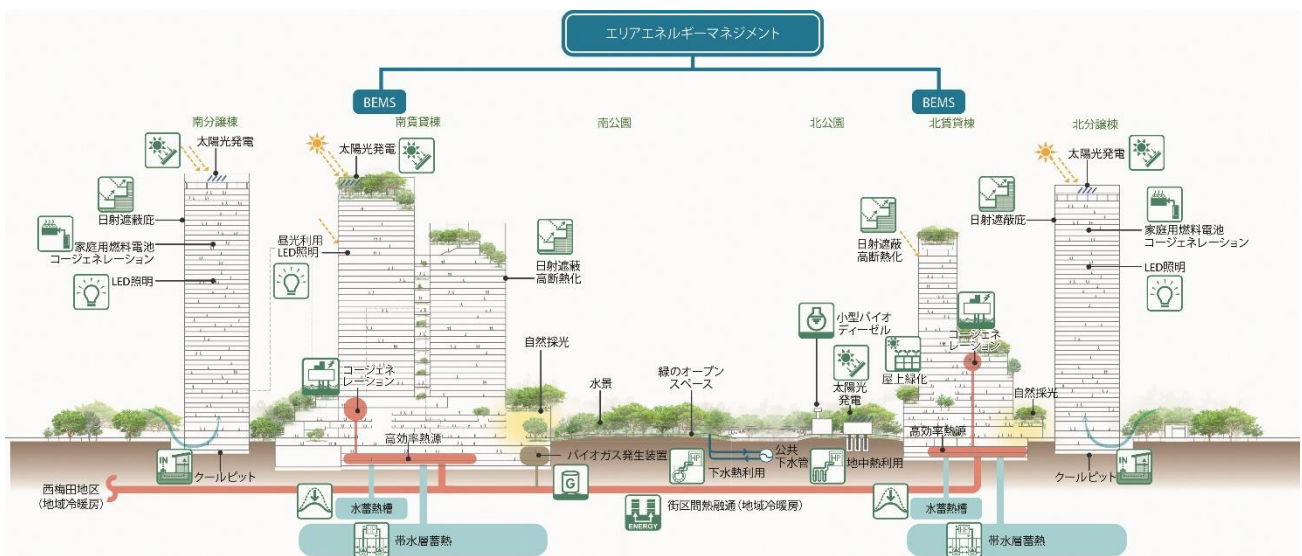 エリアエネルギーマネジメント
BEMS
BEMS
南分譲棟
南賃貸棟
南公園
北公園
北賃貸棟
北分譲棟
太陽光発電
日射遮蔽庇
家庭用燃料電池
コージェネレーション
LED照明
クールピット
IN
太陽光発電
昼光利用
LED照明
日射遮蔽
高断熱化
コージェネ
レーション
高効率熱源
自然採光
バイオガス発生装置
G
水景
緑のオープン
スペース
HP
下水熱利用
公共
下水管
小型バイオ
ディーゼル
太陽光
発電
HP
地中熱利用
日射遮蔽
高断熱化
屋上緑化
コージェネ
レーション
自然採光
高効率熱源
太陽光発電
日射遮蔽庇
家庭用燃料電池
コージェネレーション
LED照明
クールピット
IN
西梅田地区
(地域冷暖房)
水蓄熱槽
帯水層蓄熱
ENERGY
街区間熱融通(地域冷暖房)
水蓄熱槽
帯水層蓄熱